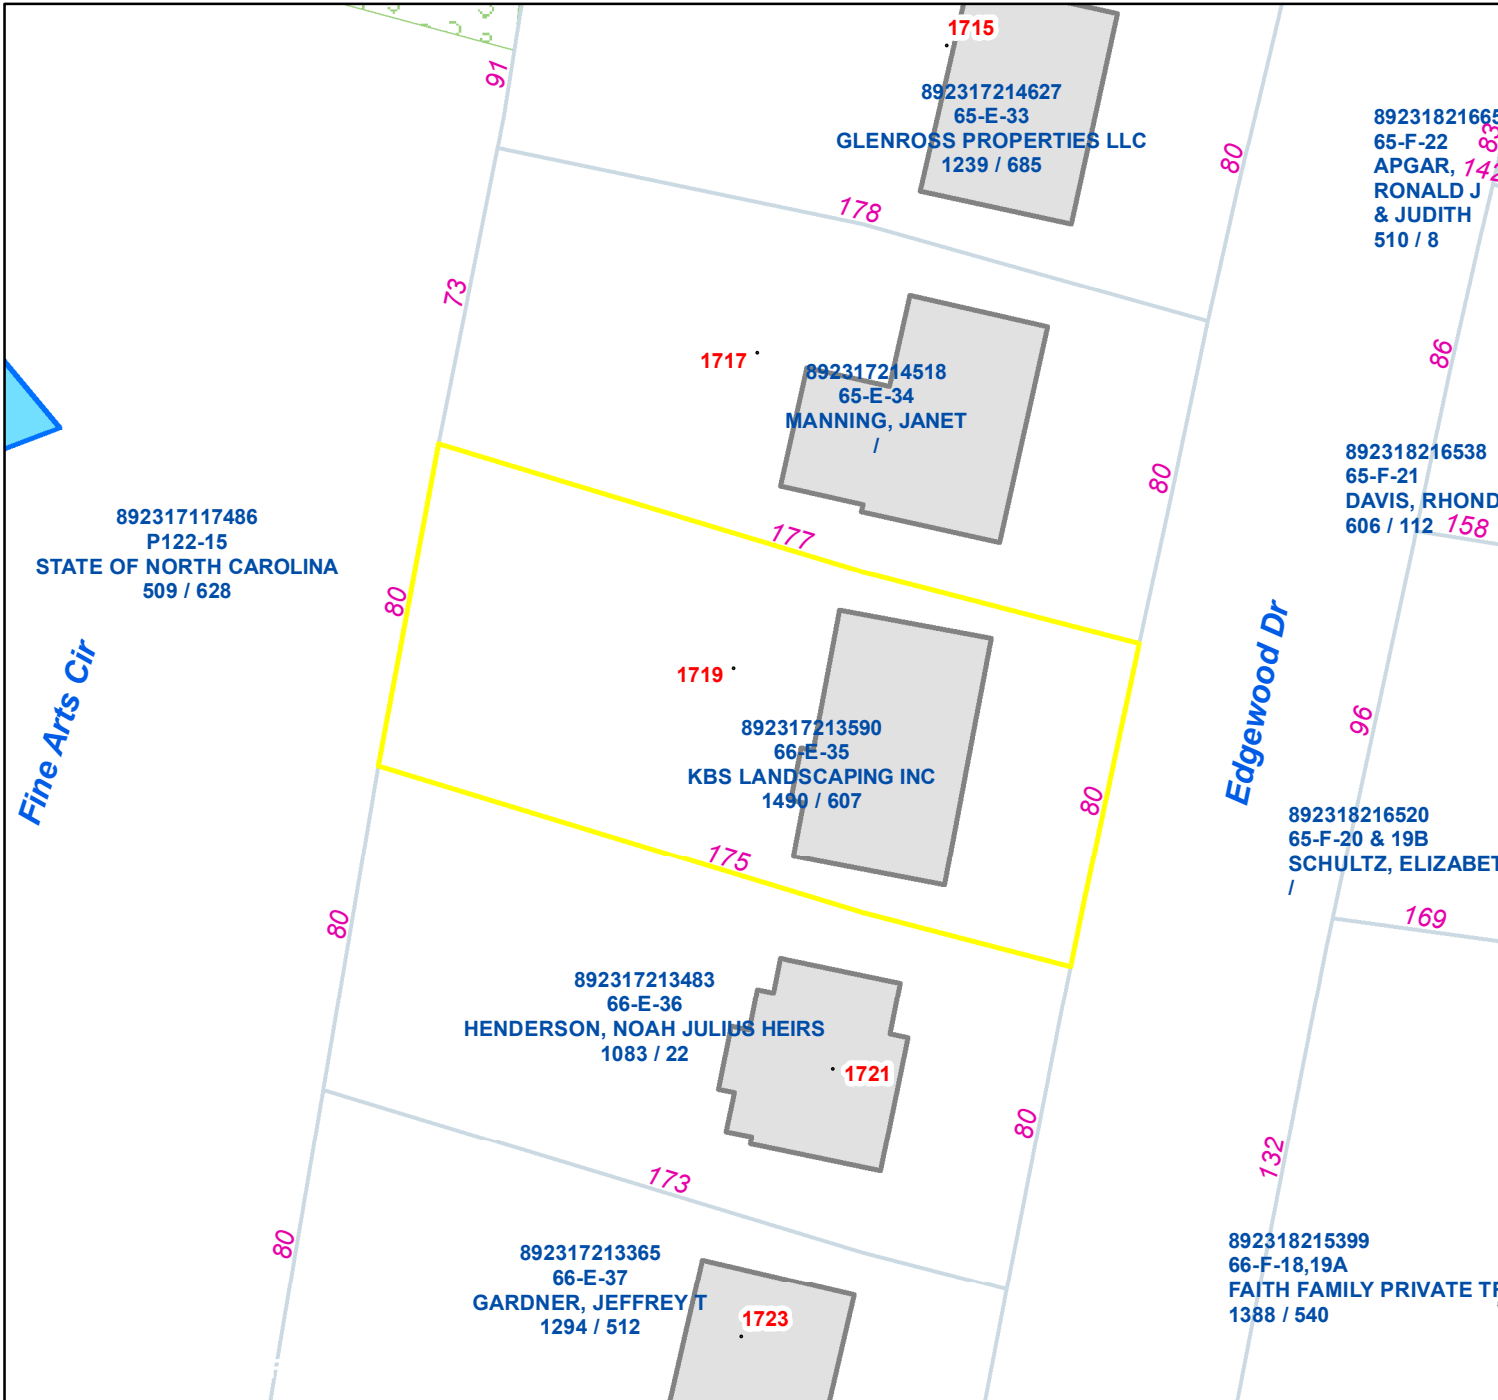 1715
91
892317214627
65-E-33
GLENROSS PROPERTIES LLC
1239 / 685
80
65-F-22
83
APGAR,
RONALD J
& JUDITH
510 / 8
178
73
86
1717
892317214518
65-E-34
MANNING, JANET
/
80
892318216538
65-F-21
DAVIS,
606 / 112
158
892317117486
P122-15
STATE OF NORTH CAROLINA
509 / 628
177
80
Fine Arts Cir
1719
892317213590
66-E-35
KBS LANDSCAPING INC
1490 / 607
Edgewood Dr
96
80
892318216520
65-F-20 & 19B
SCHULTZ,
/
175
169
80
892317213483
66-E-36
HENDERSON, NOAH JULIUS HEIRS
1083 / 22
1721
80
132
173
80
892317213365
66-E-37
GARDNER, JEFFREY T
1294 / 512
1723
892318215399
66-F-18,19A
FAITH FAMILY PRIVATE
1388 / 540